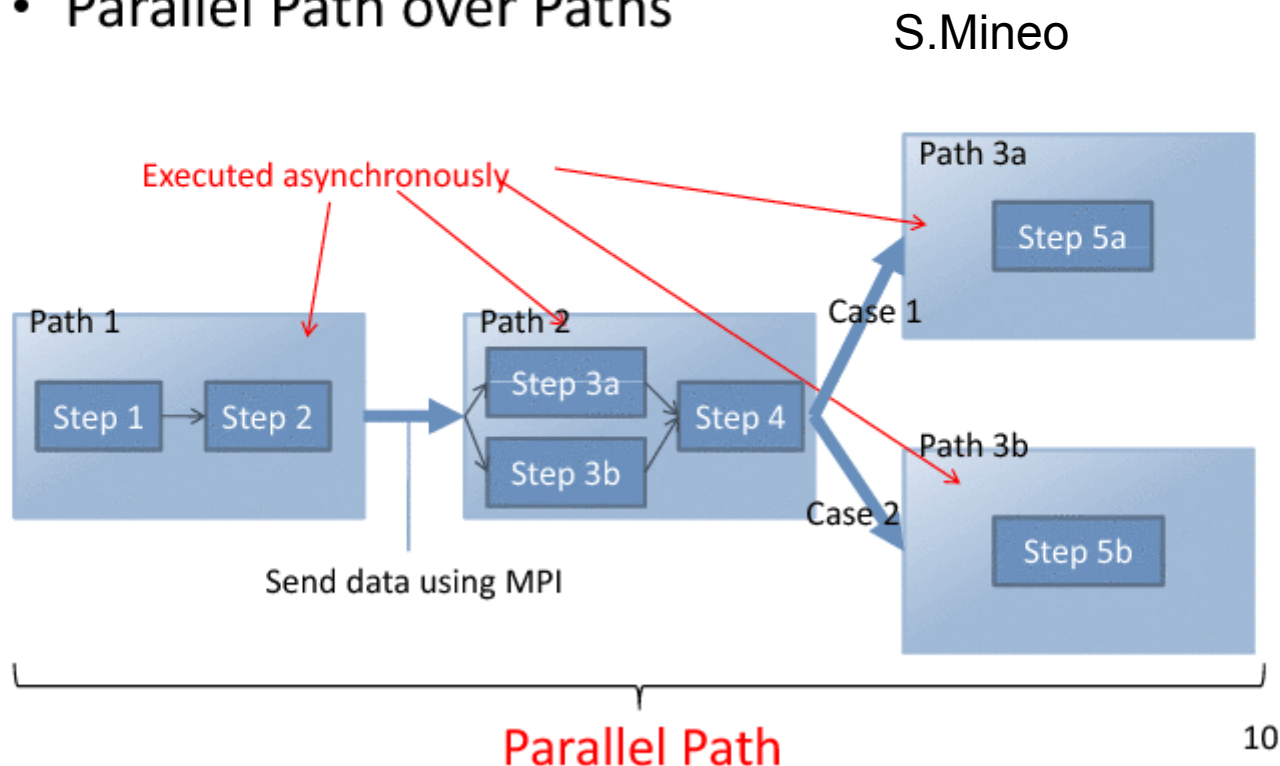 • Parallel Path over Paths
S.Mineo
Executed asynchronously
Path 3a
Step 5a
Path 1
Step 1
Step 2
Path 2
Step 3a
Step 3b
Step 4
Case 1
Case 2
Path 3b
Step 5b
Send data using MPI
Parallel Path
10